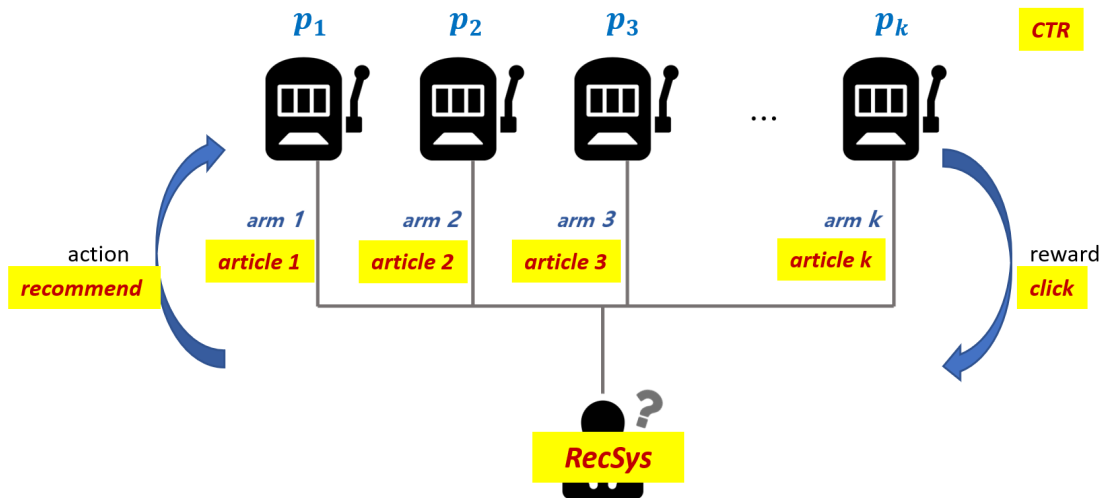 p₁ p₂ p₃ pₖ CTR
...
arm 1 arm 2 arm 3 arm k
action article 1 article 2 article 3 article k reward
recommend click
?
RecSys